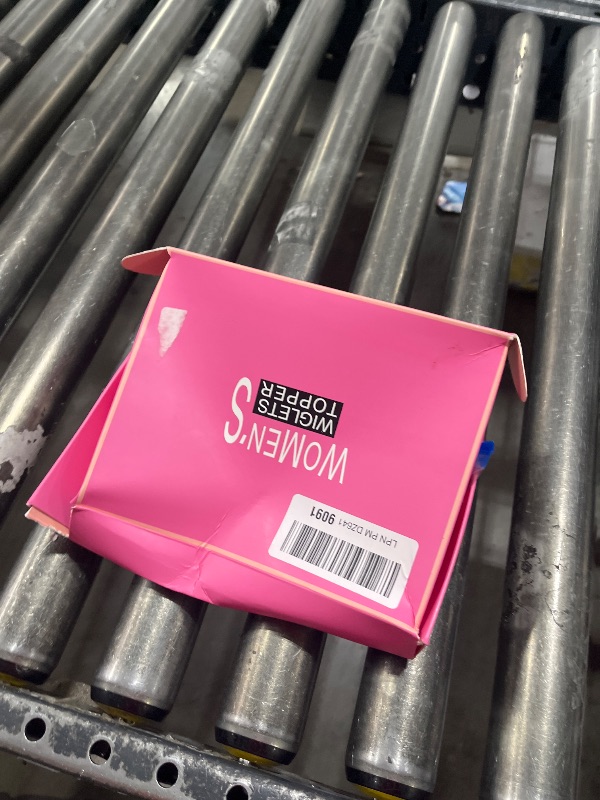 WOMEN'S
WIGLETS
TOPPER
LPN PM DZ641 9091